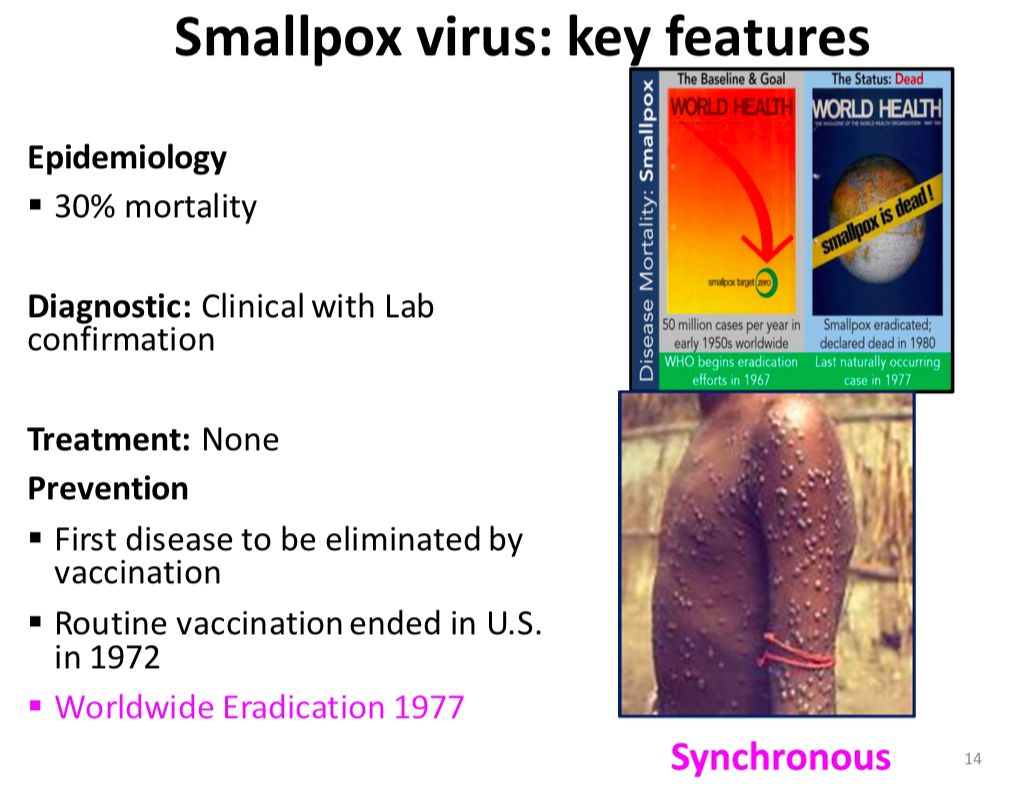 Smallpox virus: key features
Epidemiology
▪ 30% mortality
Diagnostic: Clinical with Lab
confirmation
Treatment: None
Prevention
▪ First disease to be eliminated by
vaccination
▪ Routine vaccination ended in U.S.
in 1972
▪ Worldwide Eradication 1977
Disease Mortality: Smallpox
The Baseline & Goal
WORLD HEALTH
smallpox target zero
50 million cases per year in
early 1950s worldwide
WHO begins eradication
efforts in 1967
The Status: Dead
WORLD HEALTH
THE MAGAZINE OF THE WORLD HEALTH ORGANIZATION
smallpox is dead!
Smallpox eradicated;
declared dead in 1980
Last naturally occurring
case in 1977
Synchronous
14